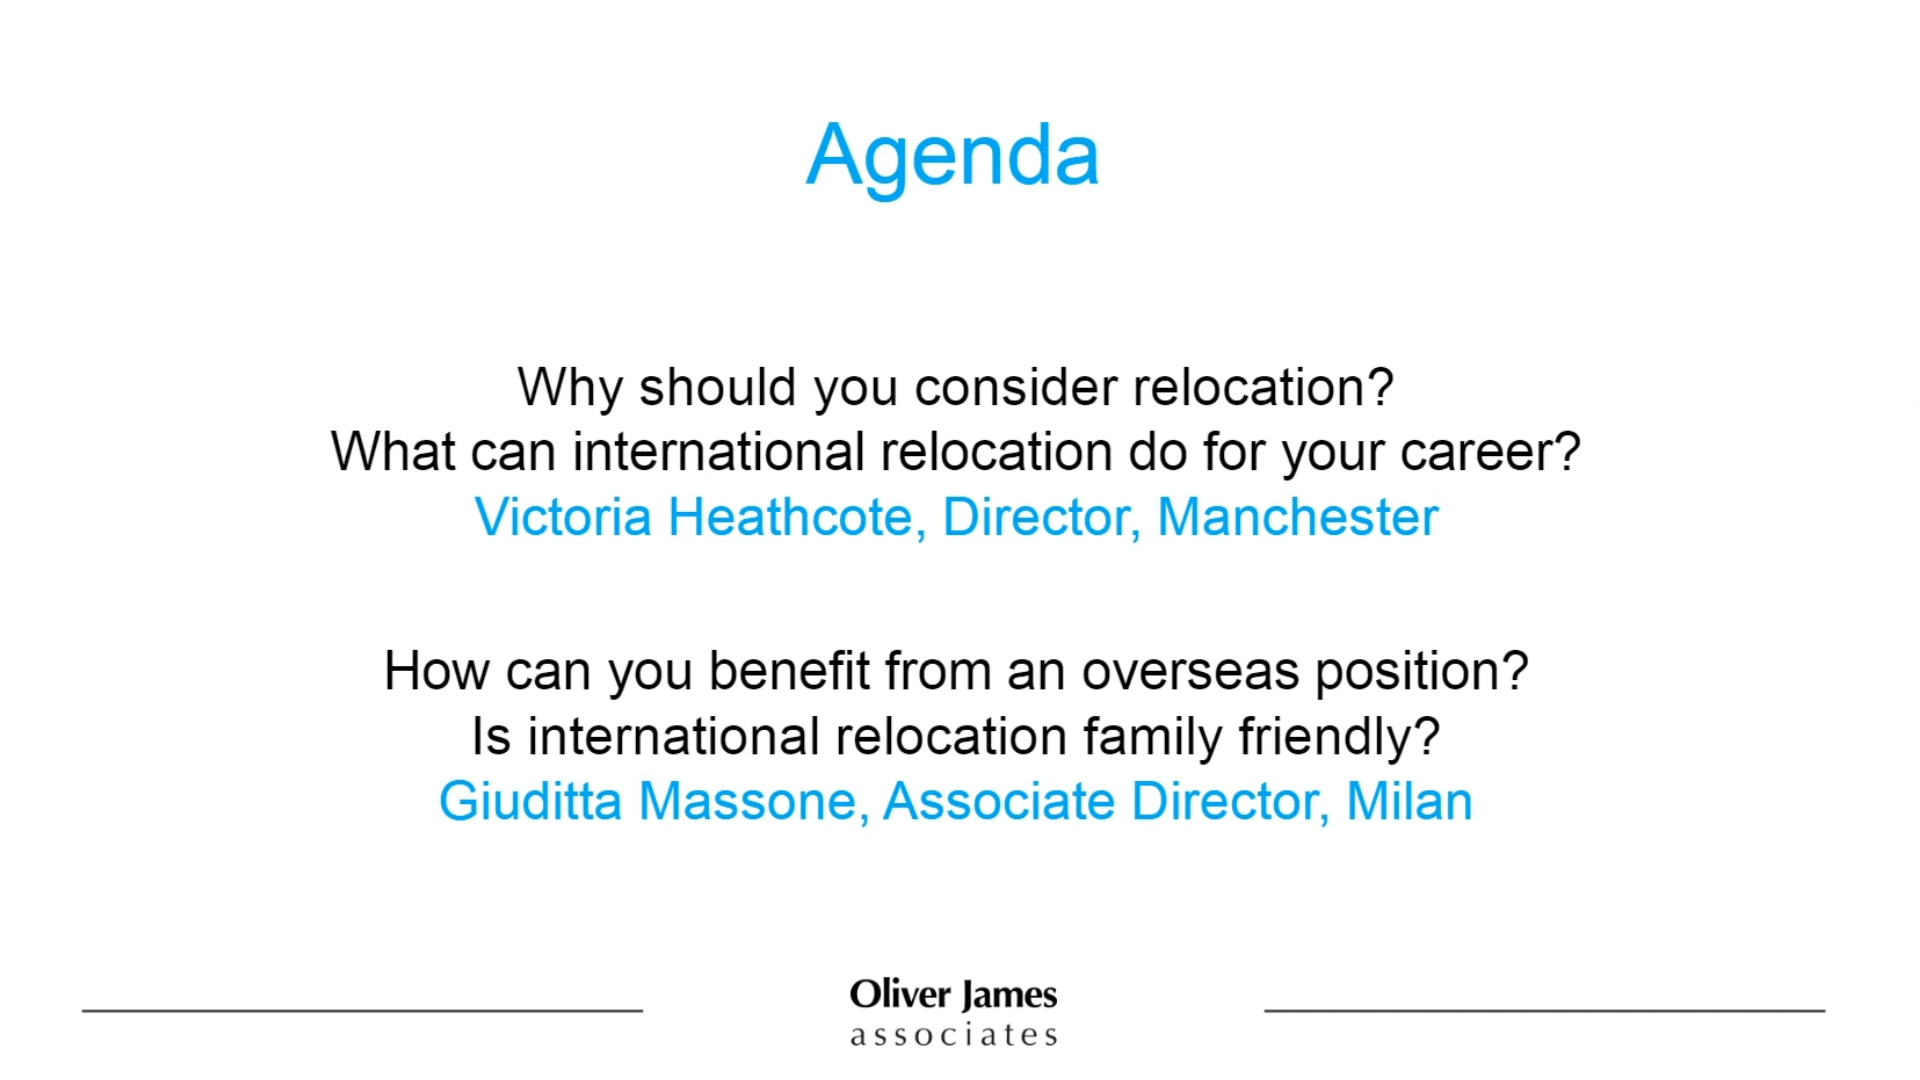 Agenda
Why should you consider relocation?
What can international relocation do for your career?
Victoria Heathcote, Director, Manchester
How can you benefit from an overseas position?
Is international relocation family friendly?
Giuditta Massone, Associate Director, Milan
Oliver James
associates